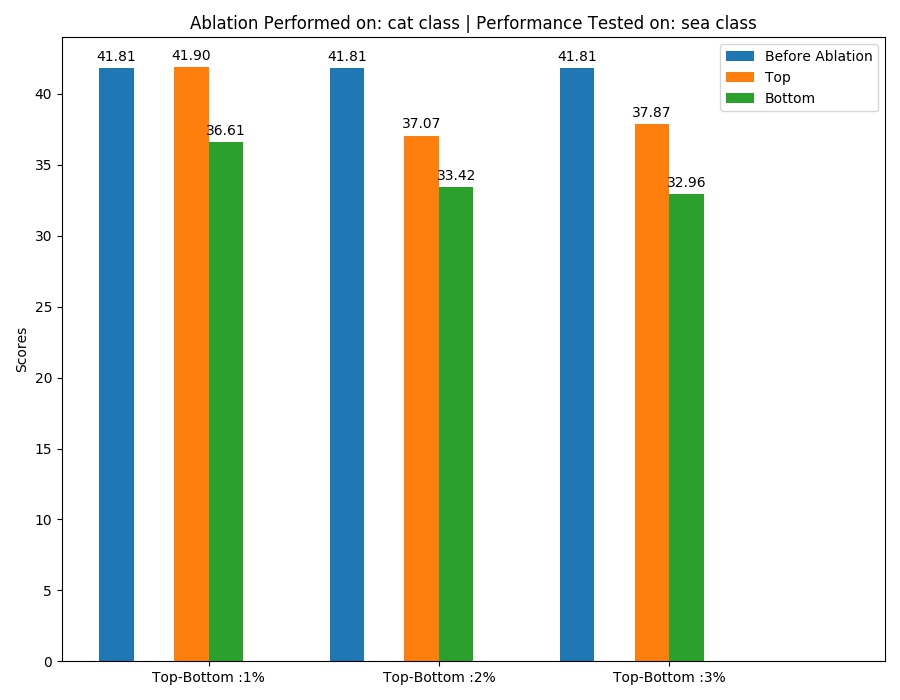 Ablation Performed on: cat class | Performance Tested on: sea class
41.81 41.90 36.61 41.81 37.07 33.42 41.81 37.87 32.96
Before Ablation
Top
Bottom
Scores
40
35
30
25
20
15
10
5
0
Top-Bottom :1% Top-Bottom :2% Top-Bottom :3%